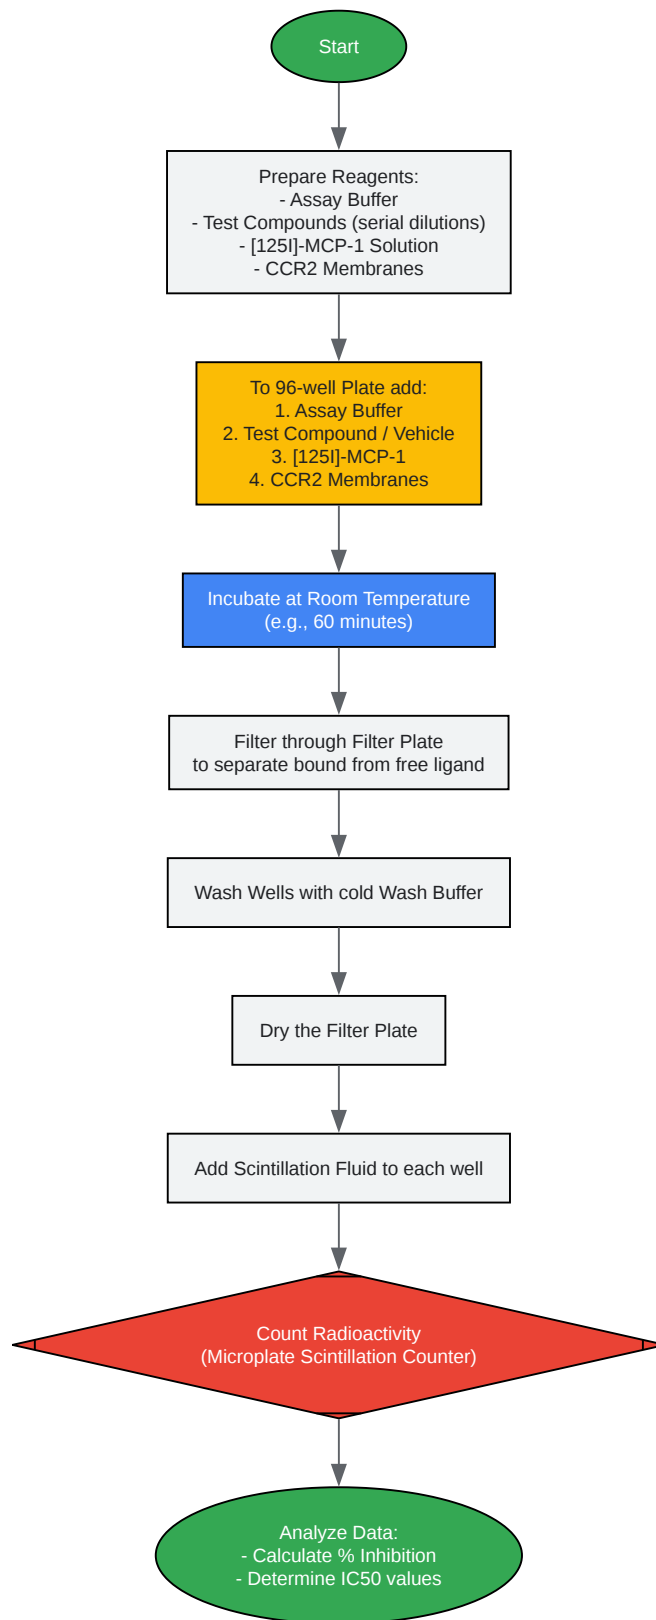 Start
Prepare Reagents:
- Assay Buffer
- Test Compounds (serial dilutions)
- [125I]-MCP-1 Solution
- CCR2 Membranes
To 96-well Plate add:
1. Assay Buffer
2. Test Compound / Vehicle
3. [125I]-MCP-1
4. CCR2 Membranes
Incubate at Room Temperature
(e.g., 60 minutes)
Filter through Filter Plate
to separate bound from free ligand
Wash Wells with cold Wash Buffer
Dry the Filter Plate
Add Scintillation Fluid to each well
Count Radioactivity
(Microplate Scintillation Counter)
Analyze Data:
- Calculate % Inhibition
- Determine IC50 values